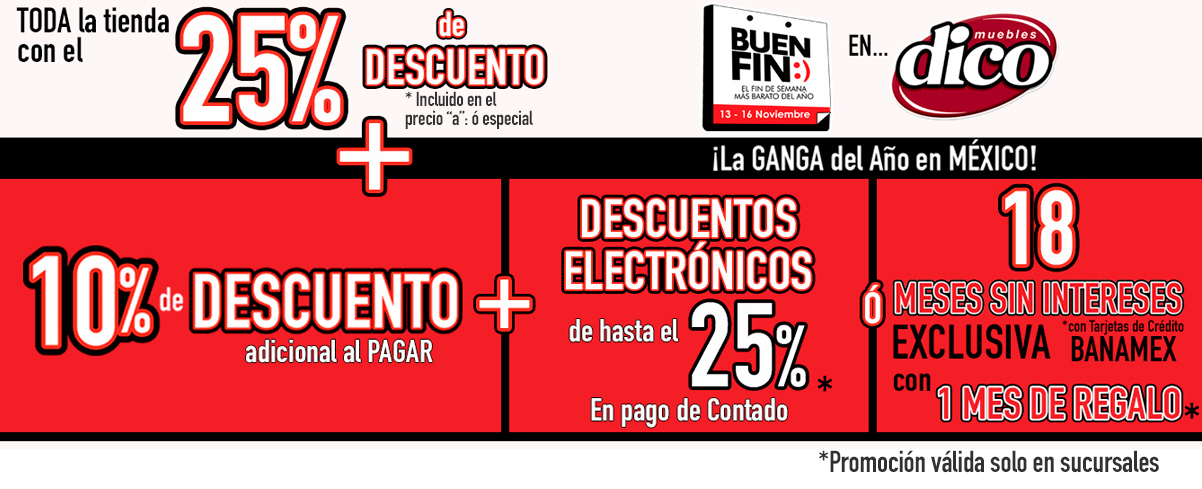 TODA la tienda
con el
25%
de
DESCUENTO
* Incluido en el
precio “a”: ó especial
BUEN
FIN:)
EL FIN DE SEMANA
MÁS BARATO DEL AÑO
13 - 16 Noviembre
EN...
muebles
dico
+
¡La GANGA del Año en MÉXICO!
10% de DESCUENTO
adicional al PAGAR
+
DESCUENTOS
ELECTRÓNICOS
de hasta el 25% *
En pago de Contado
ó
18
MESES SIN INTERESES
*con Tarjetas de Crédito
EXCLUSIVA BANAMEX
con 1 MES DE REGALO*
*Promoción válida solo en sucursales